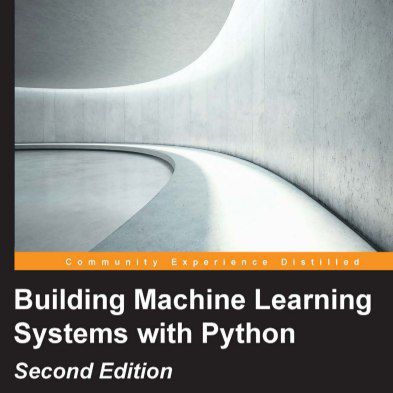 Community Experience Distilled
Building Machine Learning
Systems with Python
Second Edition